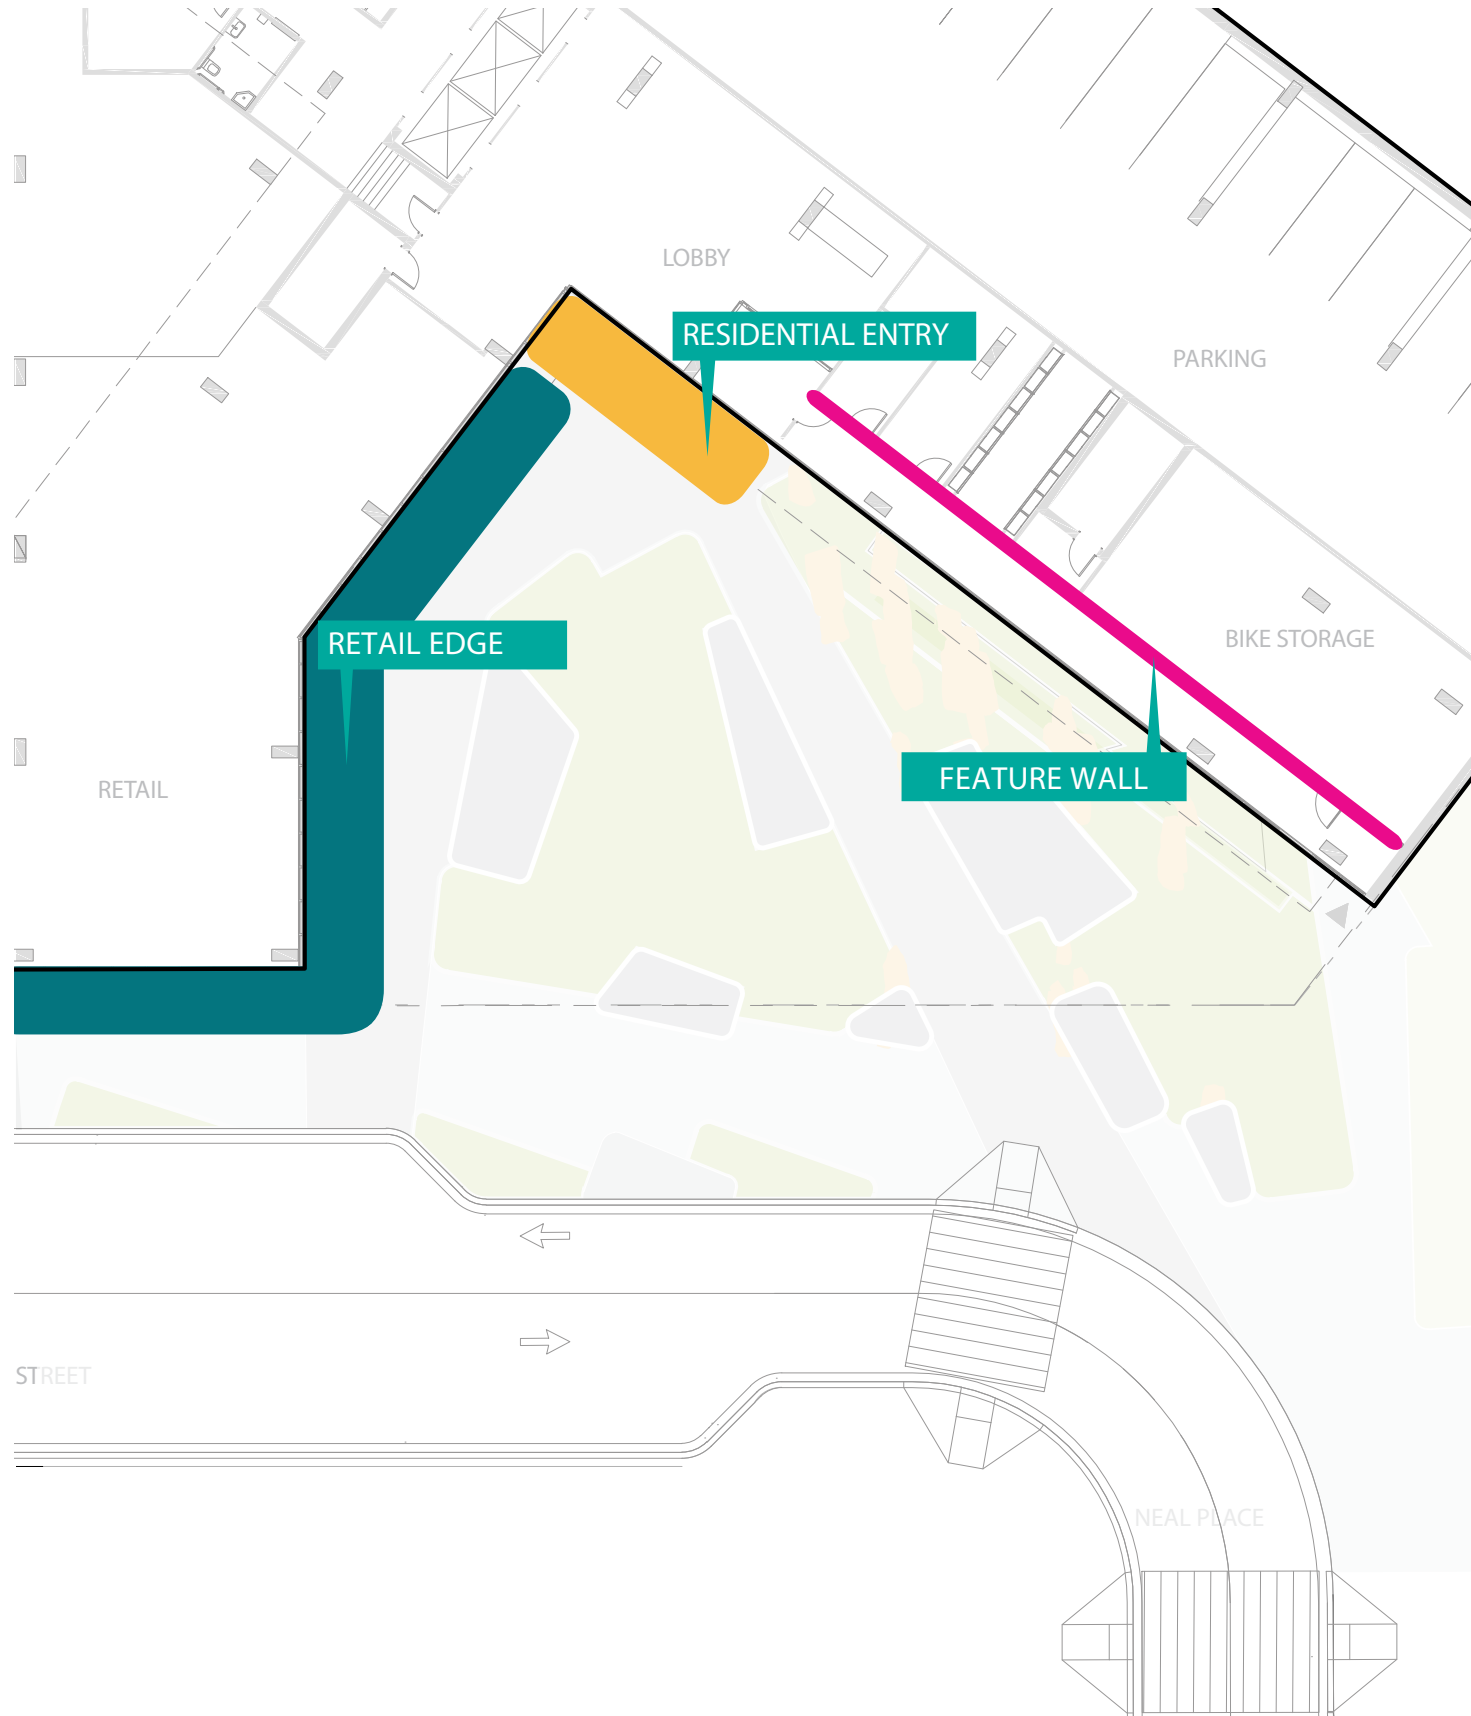 LOBBY
RESIDENTIAL ENTRY
PARKING
RETAIL EDGE
BIKE STORAGE
FEATURE WALL
RETAIL
STREET
NEAL PLACE